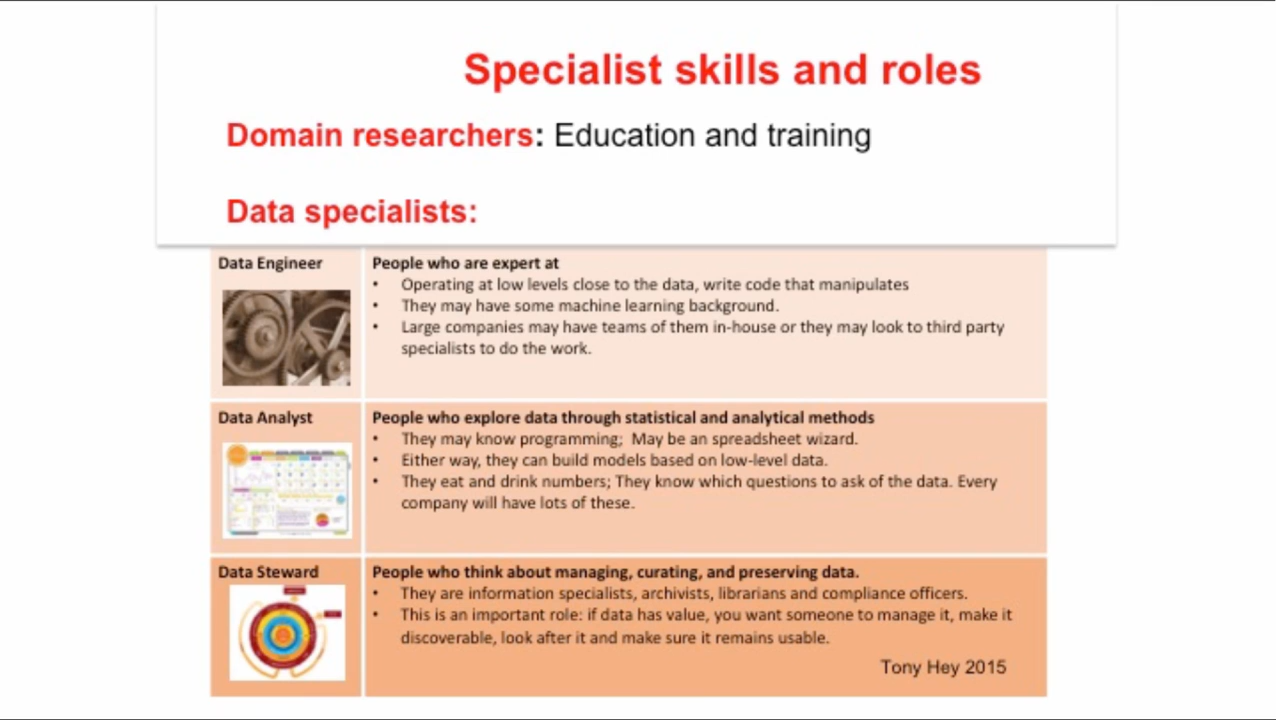 Specialist skills and roles
Domain researchers: Education and training
Data specialists:
Data Engineer
People who are expert at
• Operating at low levels close to the data, write code that manipulates
• They may have some machine learning background.
• Large companies may have teams of them in-house or they may look to third party
specialists to do the work.
Data Analyst
People who explore data through statistical and analytical methods
• They may know programming; May be an spreadsheet wizard.
• Either way, they can build models based on low-level data.
• They eat and drink numbers; They know which questions to ask of the data. Every
company will have lots of these.
Data Steward
People who think about managing, curating, and preserving data.
• They are information specialists, archivists, librarians and compliance officers.
• This is an important role: if data has value, you want someone to manage it, make it
discoverable, look after it and make sure it remains usable.
Tony Hey 2015